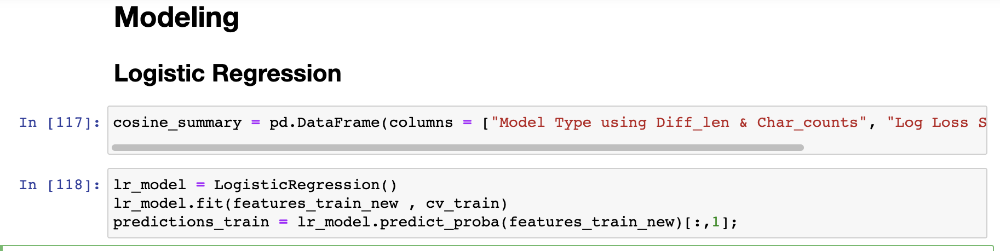 Modeling
Logistic Regression
In [117]: cosine_summary = pd.DataFrame(columns = ["Model Type using Diff_len & Char_counts", "Log Loss S
In [118]: lr_model = LogisticRegression()
lr_model.fit(features_train_new , cv_train)
predictions_train = lr_model.predict_proba(features_train_new)[:,1];